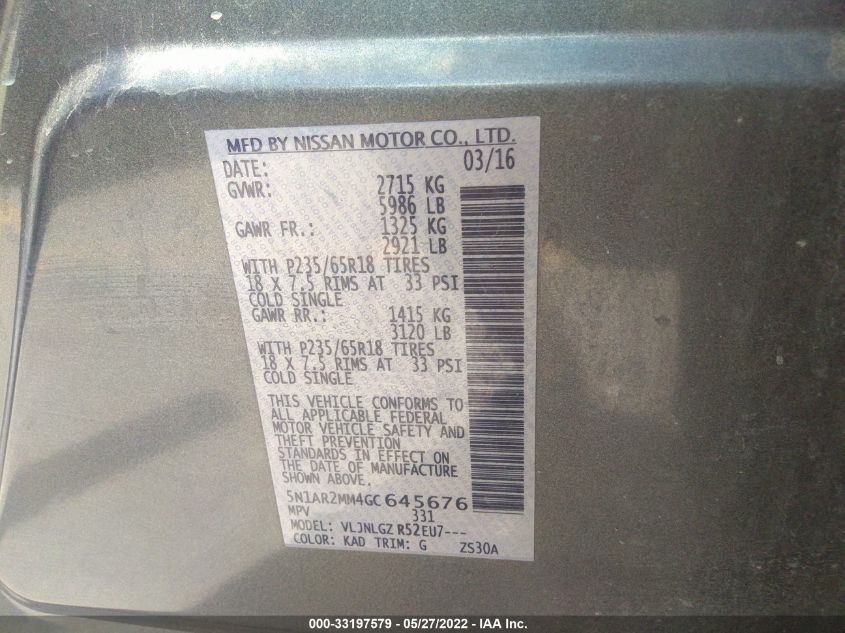 MFD BY NISSAN MOTOR CO., LTD.
DATE: 03/16
GVWR: 2715 KG
5986 LB
GAWR FR.: 1325 KG
2921 LB
WITH P235/65R18 TIRES
18 X 7.5 RIMS AT 33 PSI
COLD SINGLE
GAWR RR.: 1415 KG
3120 LB
WITH P235/65R18 TIRES
18 X 7.5 RIMS AT 33 PSI
COLD SINGLE
THIS VEHICLE CONFORMS TO
ALL APPLICABLE FEDERAL
MOTOR VEHICLE SAFETY AND
THEFT PREVENTION
STANDARDS IN EFFECT ON
THE DATE OF MANUFACTURE
SHOWN ABOVE.
5N1AR2MM4GC645676
MPV 331
MODEL: VLJNLGZ R52EU7---
COLOR: KAD TRIM: G ZS30A
000-33197579 - 05/27/2022 - IAA Inc.